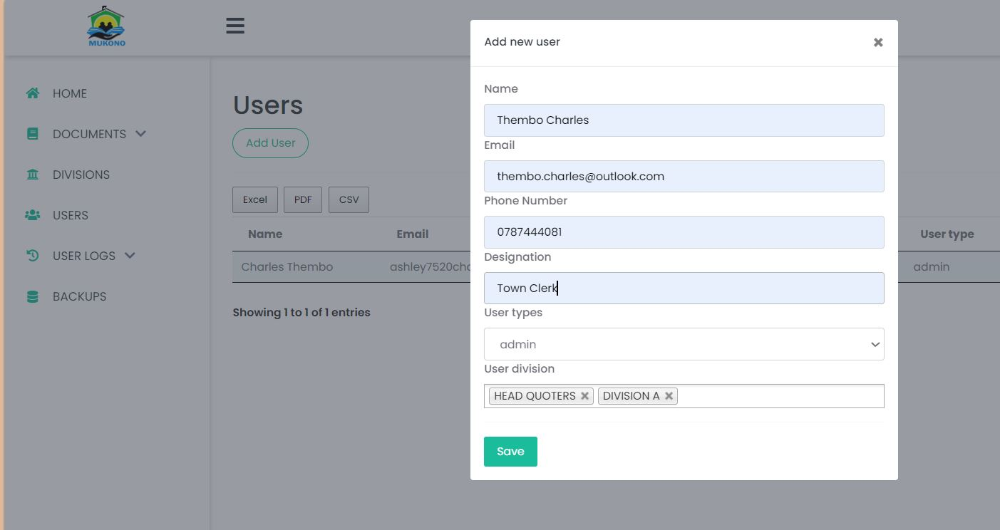 MUKONO
HOME
DOCUMENTS
DIVISIONS
USERS
USER LOGS
BACKUPS
Users
Add User
Excel PDF CSV
Name Email User type
Charles Thembo ashley7520cha admin
Showing 1 to 1 of 1 entries
Add new user
Name
Thembo Charles
Email
thembo.charles@outlook.com
Phone Number
0787444081
Designation
Town Clerk
User types
admin
User division
HEAD QUOTERS DIVISION A
Save